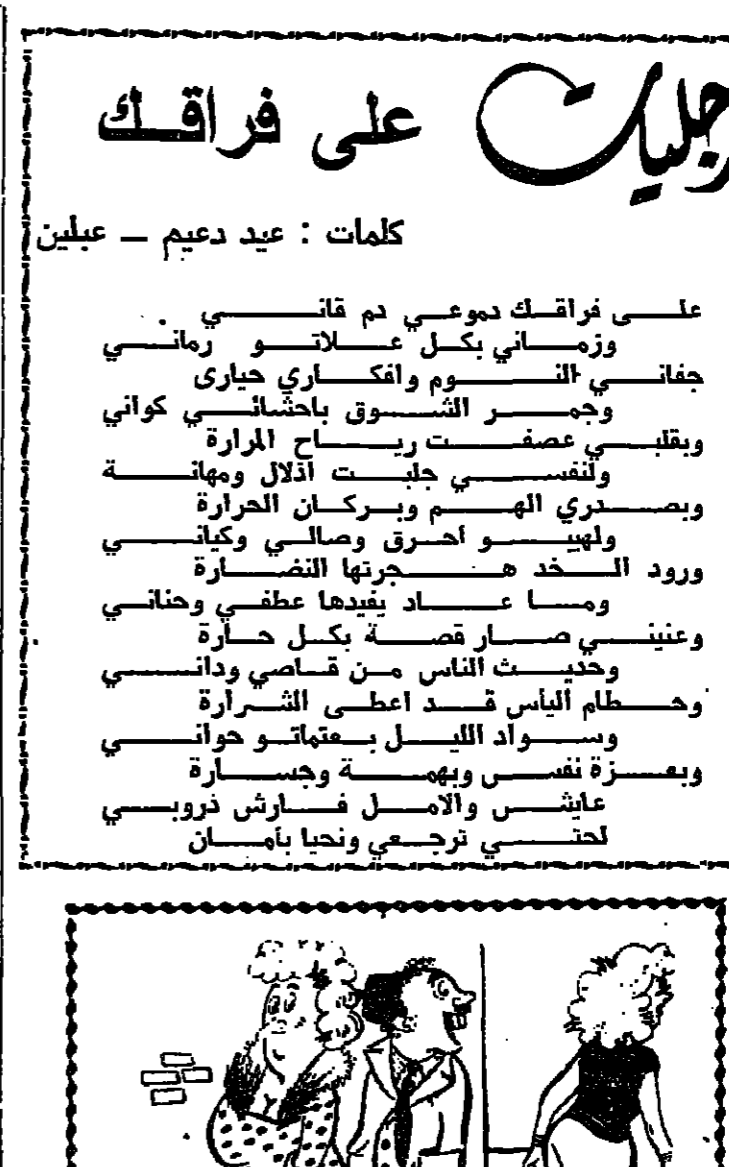 زجليات
على فراقك
كلمات : عيد دعيم — عبلين
على فراقك دموعي دم قاني
وزماني بكل علاتو رماني
جفاني النوم وافكاري حيارى
وجمر الشوق باحشائي كواني
وبقلبي عصفت رياح المرارة
ولنفسي جلبت اذلال ومهانة
وبصدري الهم وبركان الحرارة
ولهيبو احرق وصالي وكياني
ورود الخد هجرتها النضارة
وما عاد يفيدها عطفي وحناني
وعنيني صار قصة بكل حارة
وحديث الناس من قاصي وداني
وحطام اليأس قد اعطى الشرارة
وسواد الليل بعتماتو حواني
وبعزة نفس وبهمة وجسارة
عايش والامل فارش دروبي
لحتي ترجعي ونحيا بأمان